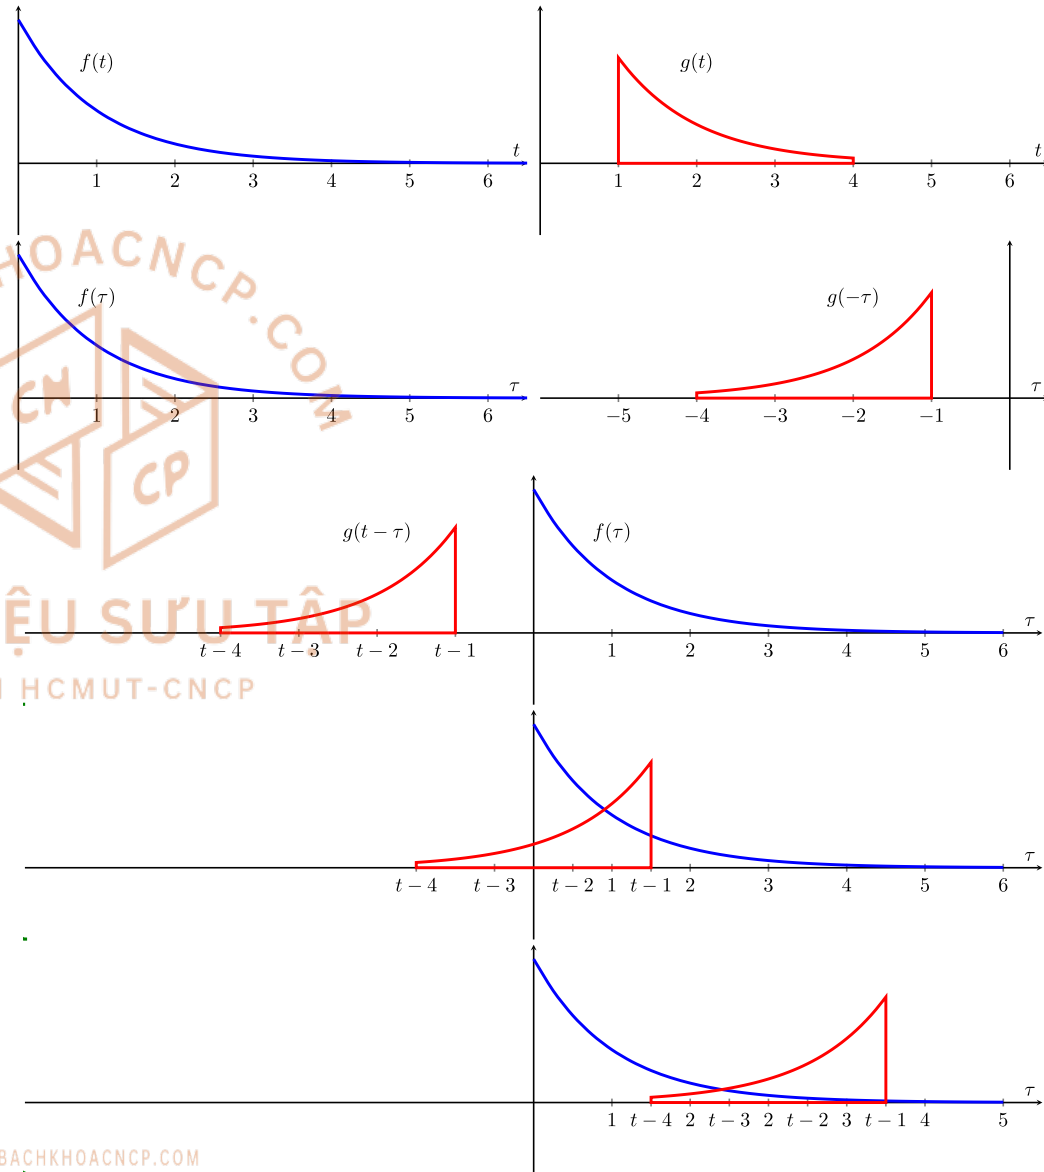 f(t)
t
1 2 3 4 5 6
g(t)
t
1 2 3 4 5 6
HOACNCP.COM
f(τ)
τ
1 2 3 4 5 6
g(−τ)
τ
−5 −4 −3 −2 −1
CN
CP
g(t − τ)
f(τ)
τ
t − 4 t − 3 t − 2 t − 1 1 2 3 4 5 6
ỆU SƯU TẬP
HCMUT-CNCP
τ
t − 4 t − 3 t − 2 1 t − 1 2 3 4 5 6
τ
1 t − 4 2 t − 3 2 t − 2 3 t − 1 4 5
BACHKHOACNCP.COM